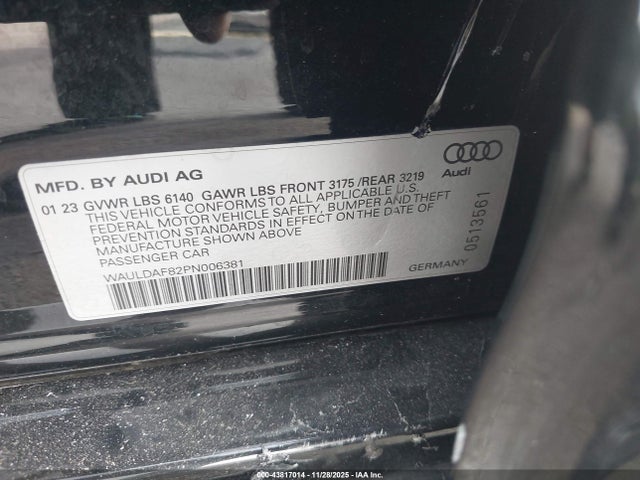 MFD. BY AUDI AG
01 23 GVWR LBS 6140 GAWR LBS FRONT 3175 /REAR 3219
THIS VEHICLE CONFORMS TO ALL APPLICABLE U.S.
FEDERAL MOTOR VEHICLE SAFETY, BUMPER AND THEFT
PREVENTION STANDARDS IN EFFECT ON THE DATE OF
MANUFACTURE SHOWN ABOVE
PASSENGER CAR
WAULDAF82PN006381
Audi
0513561
GERMANY
000-43817014 - 11/28/2025 - IAA Inc.